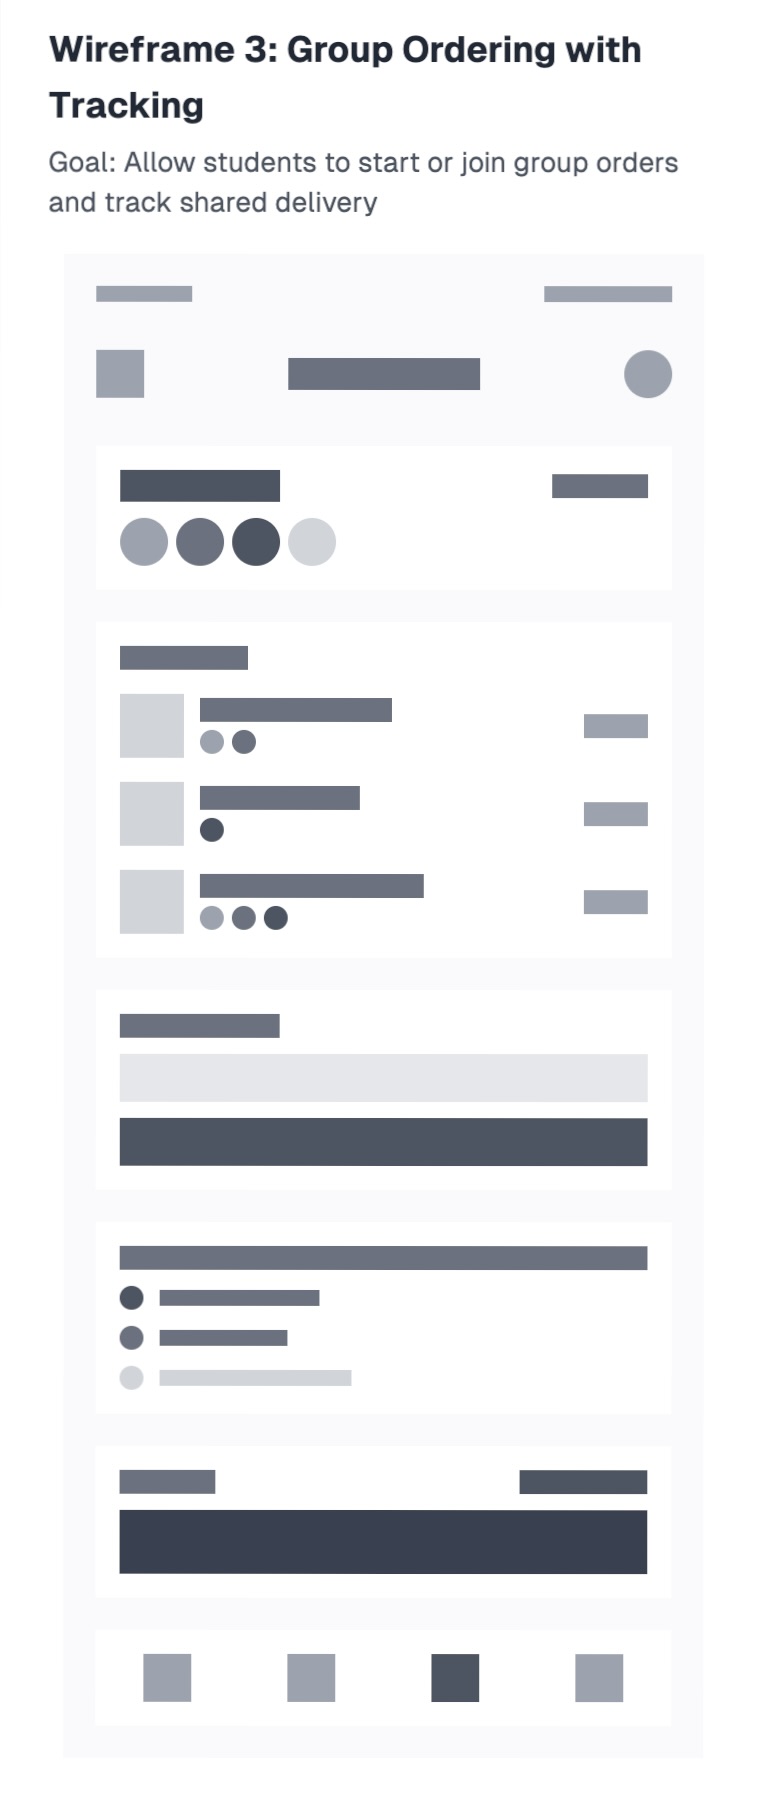 Wireframe 3: Group Ordering with
Tracking
Goal: Allow students to start or join group orders
and track shared delivery